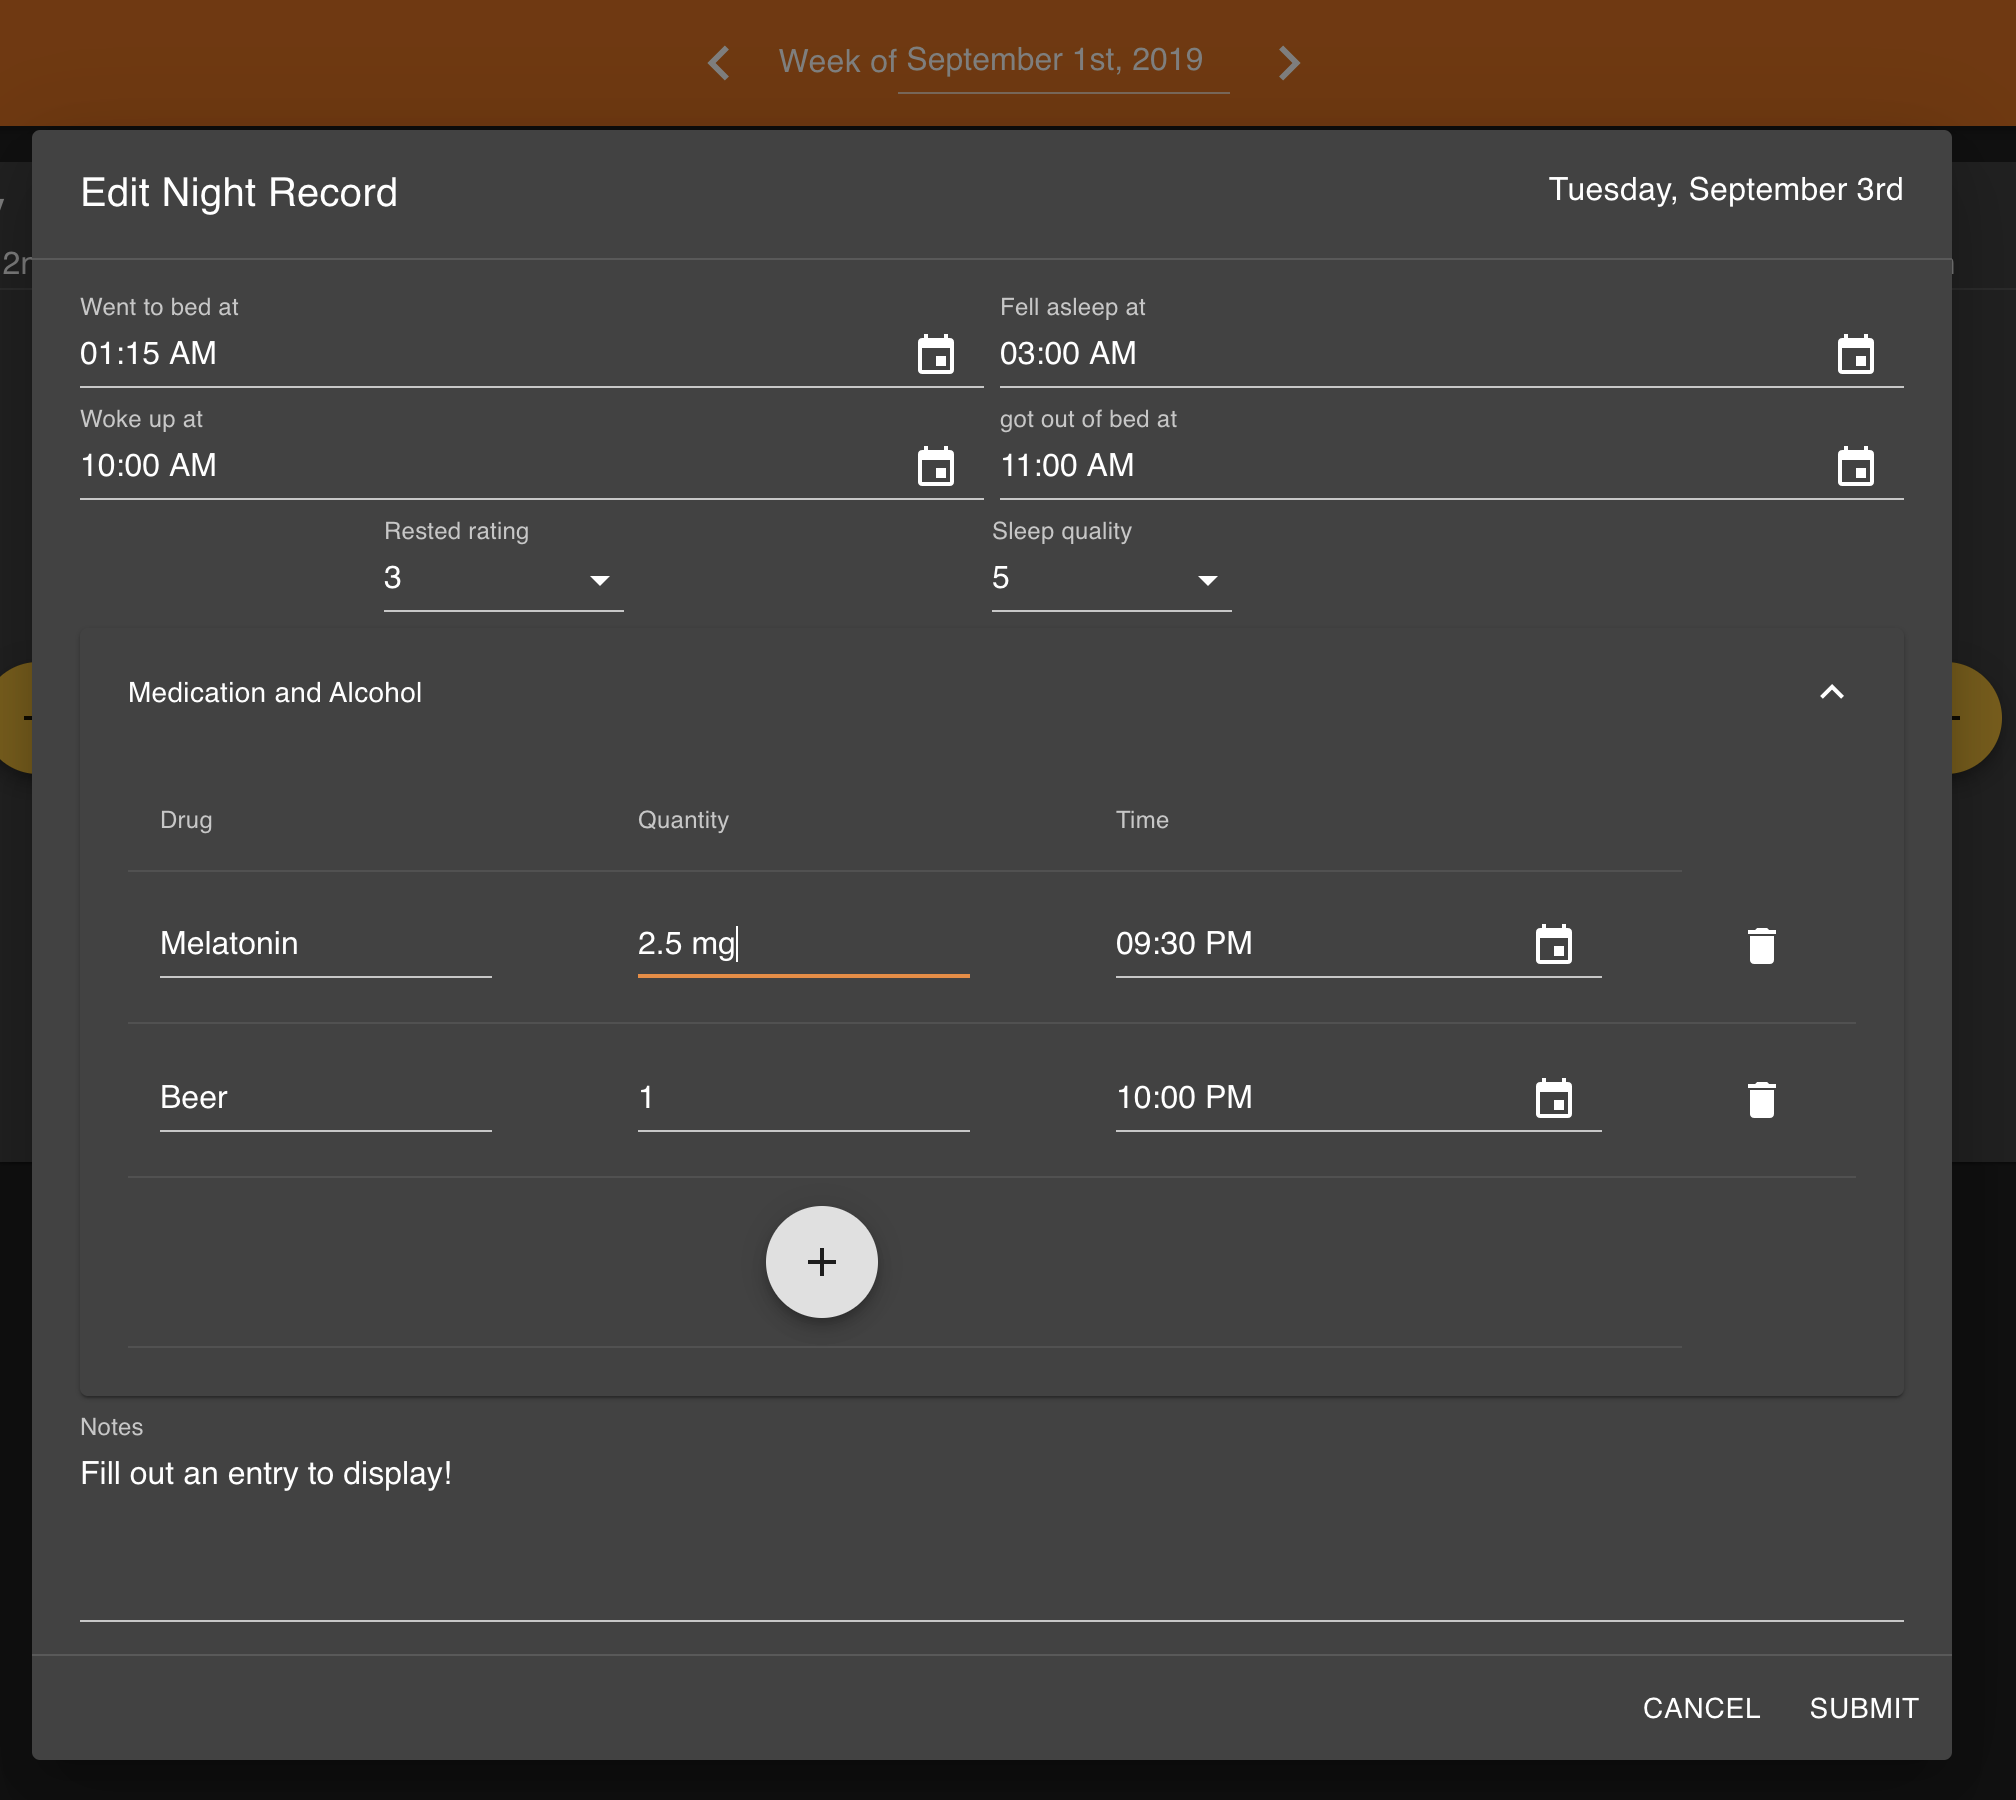 Week of September 1st, 2019
Edit Night Record
Tuesday, September 3rd
Went to bed at
Fell asleep at
01:15 AM
03:00 AM
Woke up at
got out of bed at
10:00 AM
11:00 AM
Rested rating
Sleep quality
3
5
Medication and Alcohol
Drug
Quantity
Time
Melatonin
2.5 mg
09:30 PM
Beer
1
10:00 PM
Notes
Fill out an entry to display!
CANCEL
SUBMIT